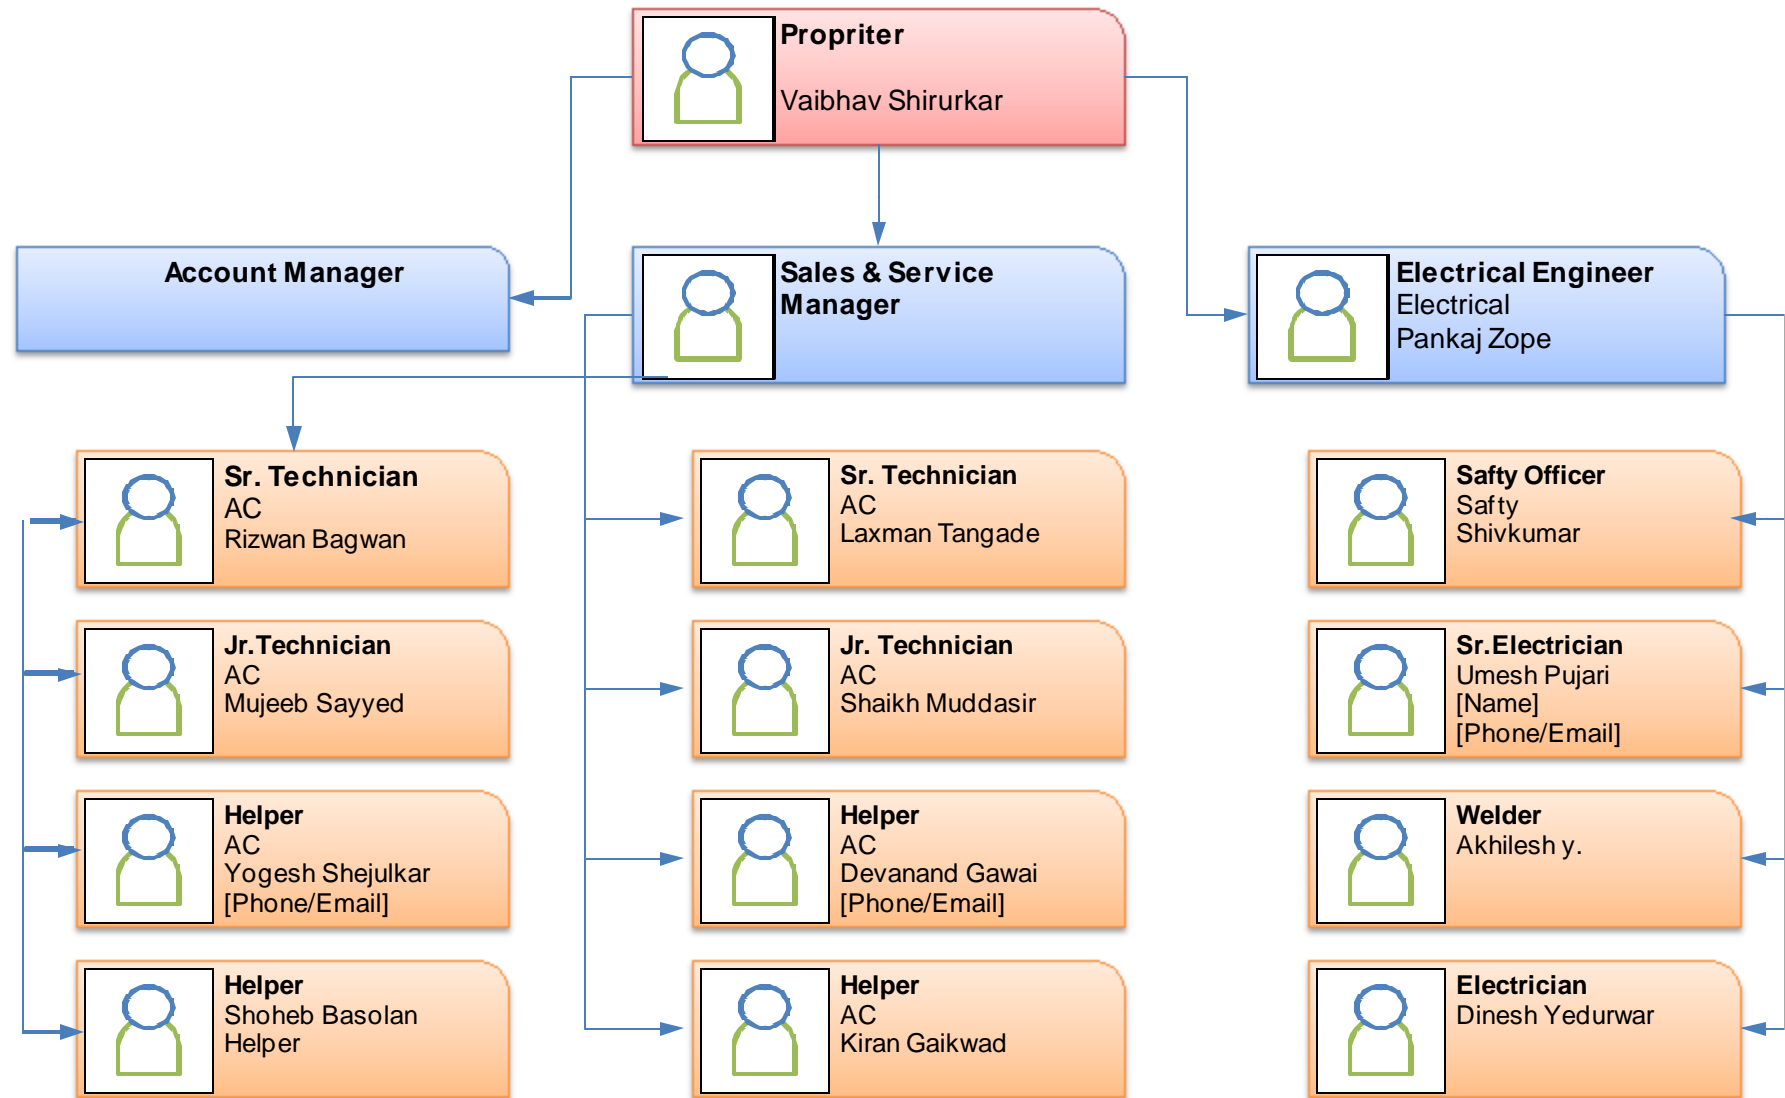 Propriter
Vaibhav Shirurkar
Account Manager
Sales & Service
Manager
Electrical Engineer
Electrical
Pankaj Zope
Sr. Technician
AC
Rizwan Bagwan
Sr. Technician
AC
Laxman Tangade
Safty Officer
Safty
Shivkumar
Jr.Technician
AC
Mujeeb Sayyed
Jr. Technician
AC
Shaikh Muddasir
Sr.Electrician
Umesh Pujari
[Name]
[Phone/Email]
Helper
AC
Yogesh Shejulkar
[Phone/Email]
Helper
AC
Devanand Gawai
[Phone/Email]
Welder
Akhilesh y.
Helper
Shoheb Basolan
Helper
Helper
AC
Kiran Gaikwad
Electrician
Dinesh Yedurwar